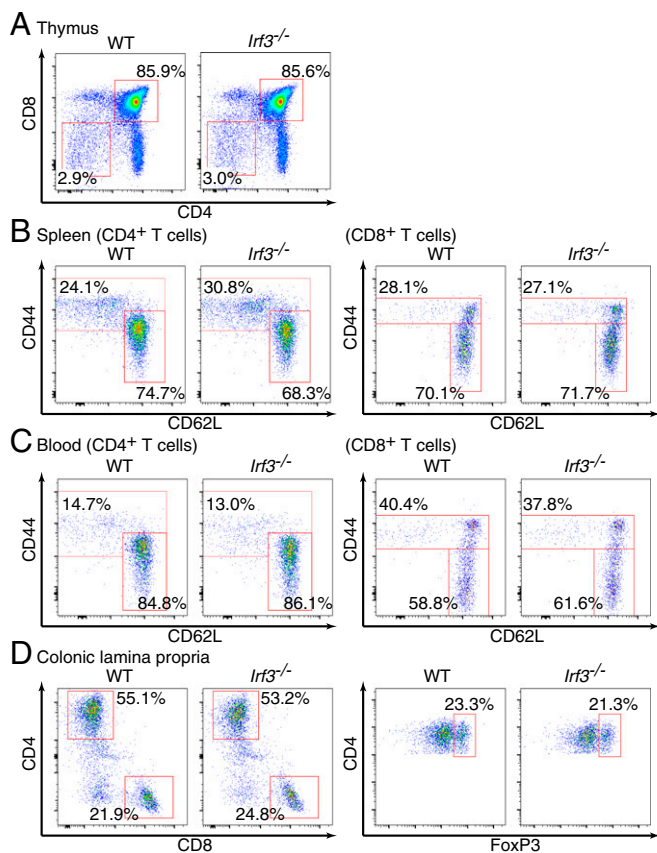 A Thymus
WT Irf3-/-
85.9% 85.6%
CD8
2.9% 3.0%
CD4
B Spleen (CD4+ T cells) (CD8+ T cells)
WT Irf3-/- WT Irf3-/-
24.1% 30.8% 28.1% 27.1%
CD44 CD44
74.7% 68.3% 70.1% 71.7%
CD62L CD62L
C Blood (CD4+ T cells) (CD8+ T cells)
WT Irf3-/- WT Irf3-/-
14.7% 13.0% 40.4% 37.8%
CD44 CD44
84.8% 86.1% 58.8% 61.6%
CD62L CD62L
D Colonic lamina propria
WT Irf3-/- WT Irf3-/-
55.1% 53.2% 23.3% 21.3%
CD4 CD4
21.9% 24.8%
CD8 FoxP3